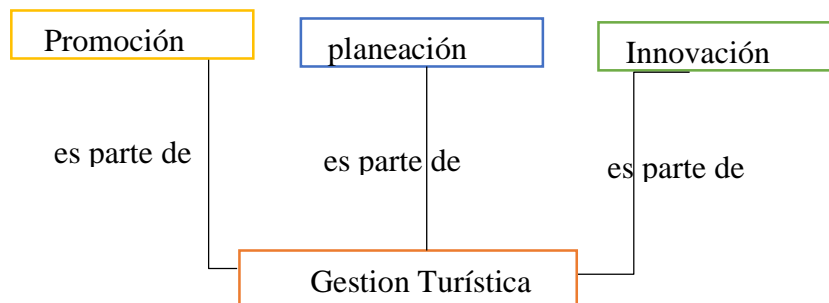 Promoción
planeación
Innovación
es parte de
es parte de
es parte de
Gestion Turística